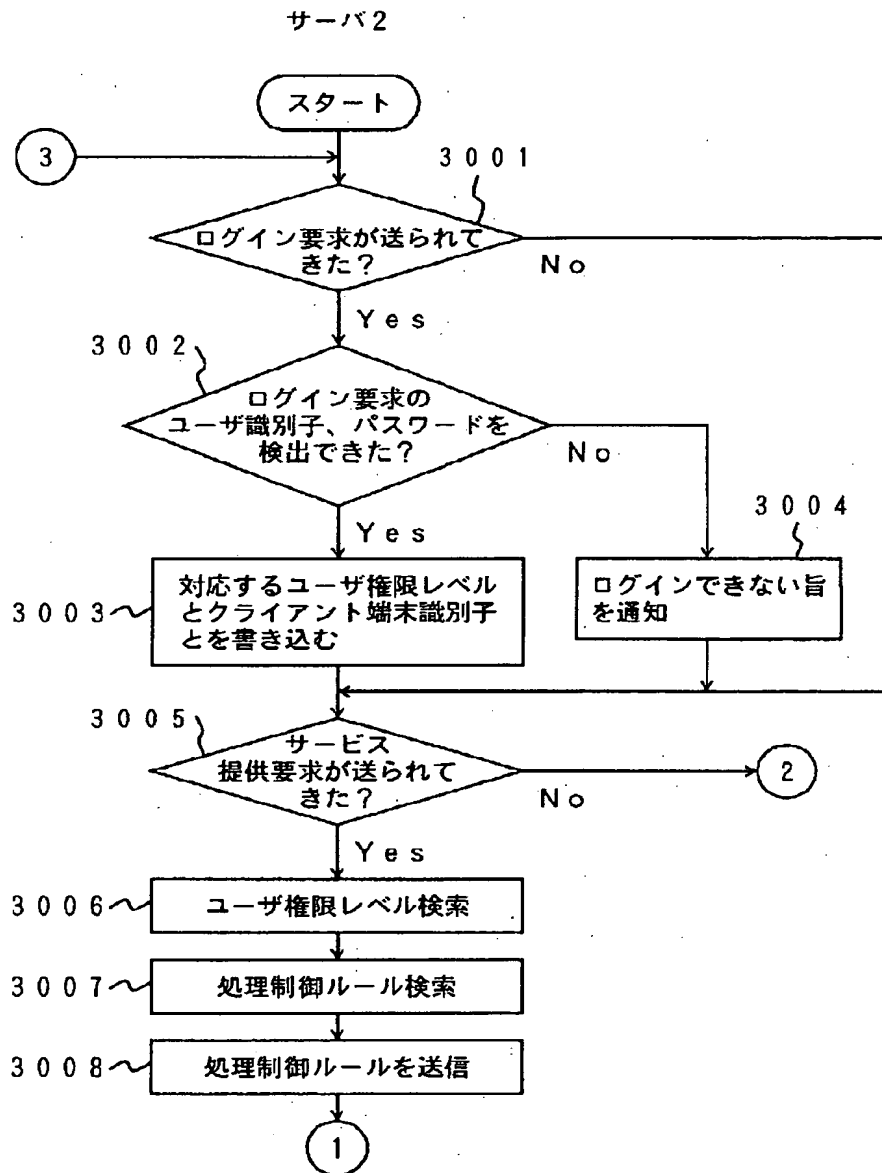 サーバ2
スタート
3
3001
ログイン要求が送られて
きた?
No
Yes
3002
ログイン要求の
ユーザ識別子、パスワードを
検出できた?
No
Yes
3004
ログインできない旨
を通知
3003
対応するユーザ権限レベル
とクライアント端末識別子
とを書き込む
3005
サービス
提供要求が送られて
きた?
No
2
Yes
3006
ユーザ権限レベル検索
3007
処理制御ルール検索
3008
処理制御ルールを送信
1